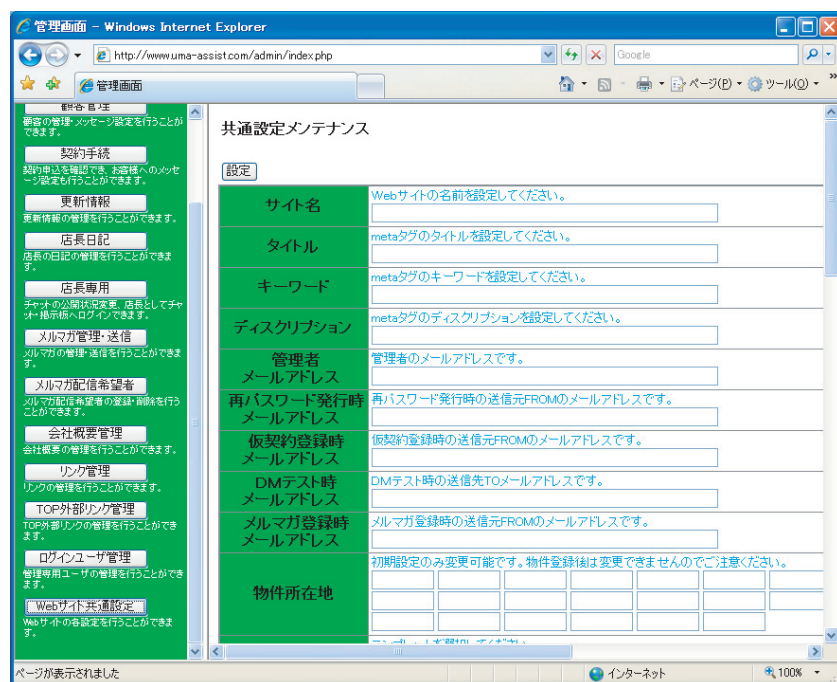 管理画面 - Windows Internet Explorer
http://www.uma-assist.com/admin/index.php
Google
管理画面
ページ(P)
ツール(O)
»
顧客管理
顧客の管理・メッセージ設定を行うことが
できます。
契約手続
契約申込を確認でき、お客様へのメッセ
ージ設定も行うことができます。
更新情報
更新情報の管理を行うことができます。
店長日記
店長の日記の管理を行うことができま
す。
店長専用
チャットの公開状況変更、店長としてチャ
ット・掲示板へログインできます。
メルマガ管理・送信
メルマガの管理・送信を行うことができま
す。
メルマガ配信希望者
メルマガ配信希望者の登録・削除を行う
ことができます。
会社概要管理
会社概要の管理を行うことができます。
リンク管理
リンクの管理を行うことができます。
TOP外部リンク管理
TOP外部リンクの管理を行うことができ
ます。
ログインユーザ管理
管理専用ユーザの管理を行うことができ
ます。
Webサイト共通設定
Webサイトの各設定を行うことができま
す。
共通設定メンテナンス
設定
サイト名
Webサイトの名前を設定してください。
タイトル
metaタグのタイトルを設定してください。
キーワード
metaタグのキーワードを設定してください。
ディスクリプション
metaタグのディスクリプションを設定してください。
管理者
メールアドレス
管理者のメールアドレスです。
再パスワード発行時
メールアドレス
再パスワード発行時の送信元FROMのメールアドレスです。
仮契約登録時
メールアドレス
仮契約登録時の送信元FROMのメールアドレスです。
DMテスト時
メールアドレス
DMテスト時の送信先TOメールアドレスです。
メルマガ登録時
メールアドレス
メルマガ登録時の送信元FROMのメールアドレスです。
物件所在地
初期設定のみ変更可能です。物件登録後は変更できませんのでご注意ください。
テンプレートを選択してください。
ページが表示されました
インターネット
100%